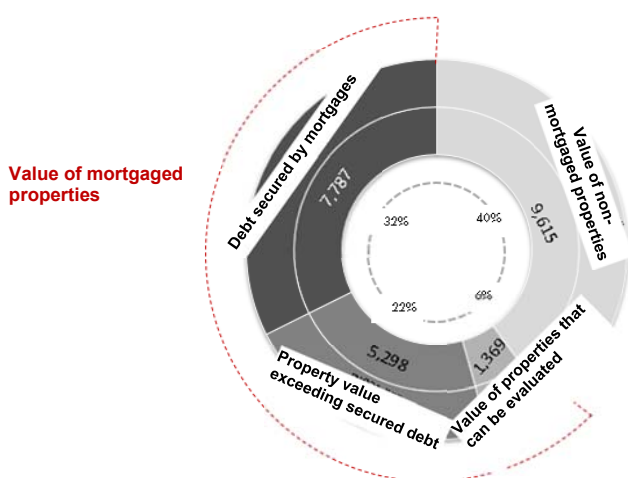 Value of mortgaged
properties
Debt secured by mortgages
7,787
Value of non-
mortgaged properties
9,615
32%
40%
22%
6%
5,298
1,369
Property value
exceeding secured debt
Value of properties that
can be evaluated